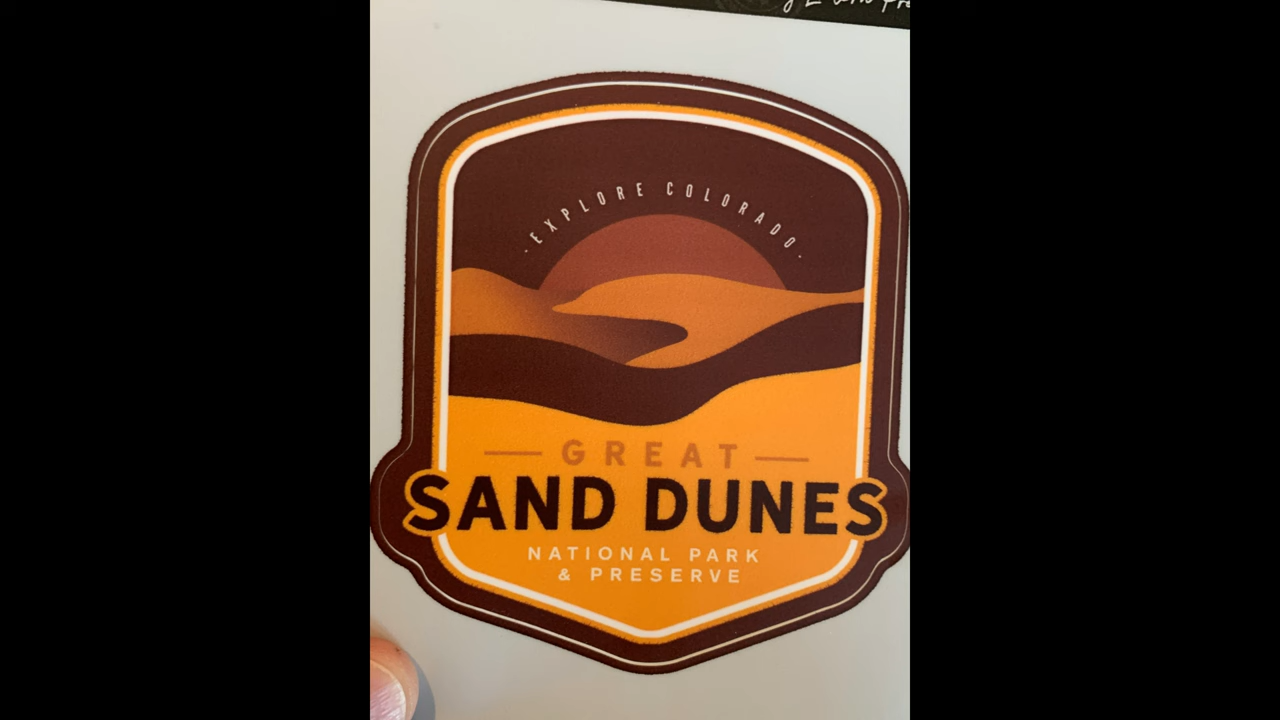 · EXPLORE COLORADO ·
GREAT
SAND DUNES
NATIONAL PARK
& PRESERVE